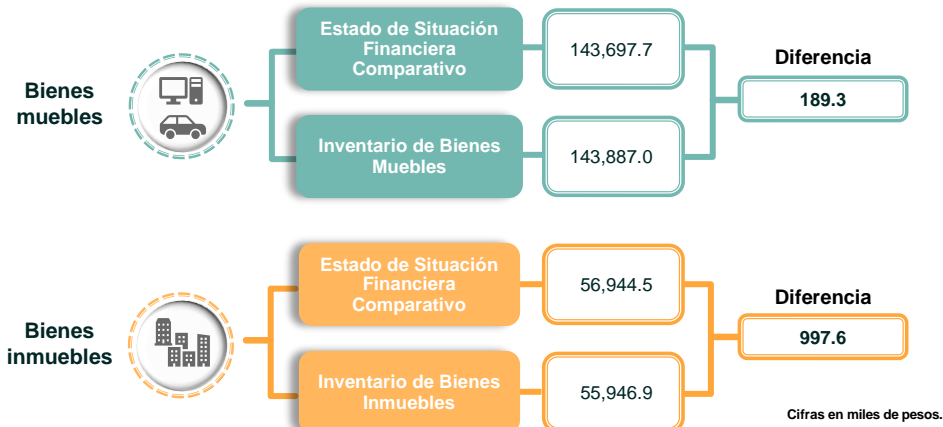 Bienes
muebles
Estado de Situación
Financiera
Comparativo
143,697.7
Inventario de Bienes
Muebles
143,887.0
Diferencia
189.3
Bienes
inmuebles
Estado de Situación
Financiera
Comparativo
56,944.5
Inventario de Bienes
Inmuebles
55,946.9
Diferencia
997.6
Cifras en miles de pesos.